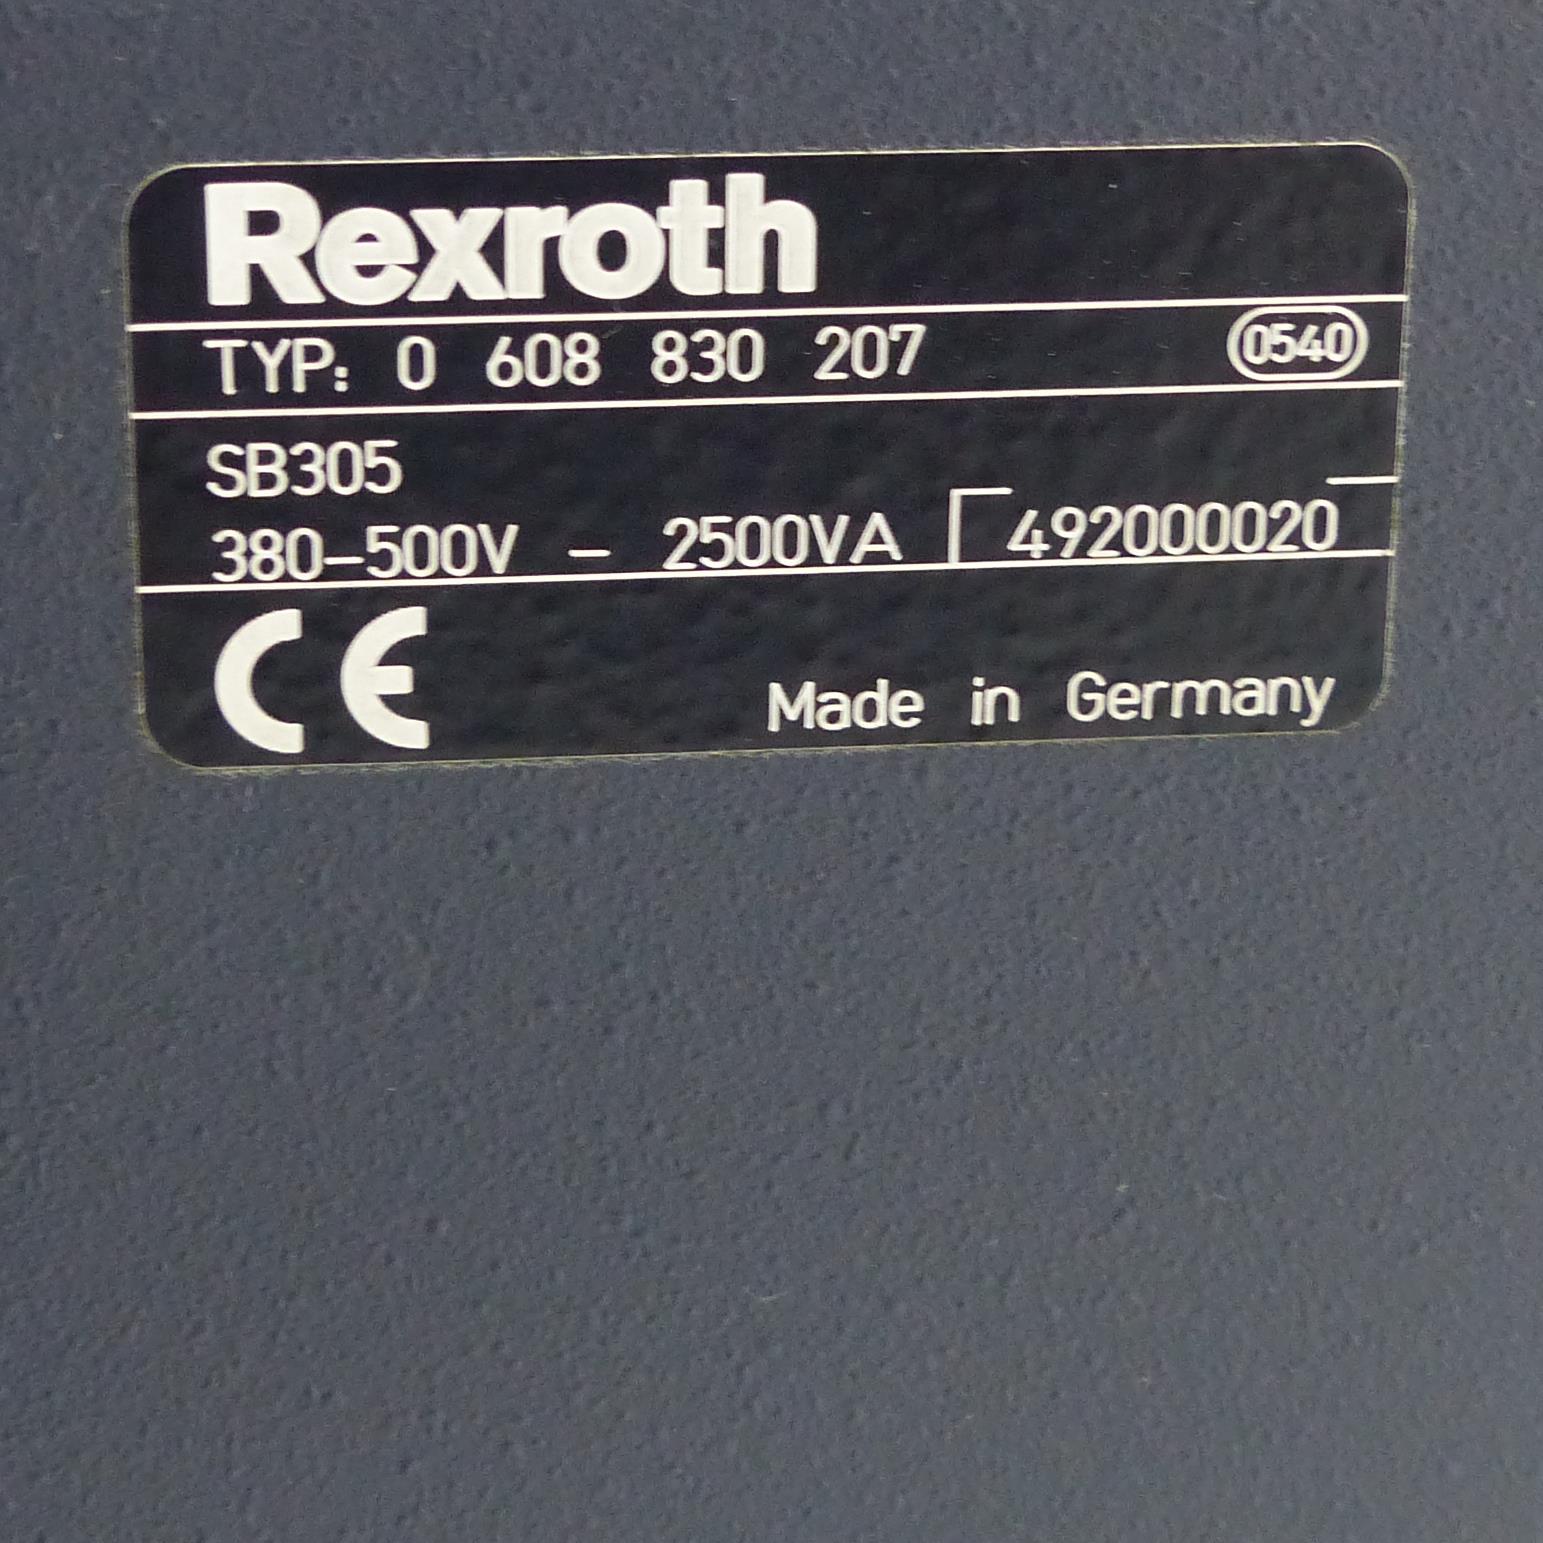 Rexroth
TYP: 0 608 830 207 0540
SB305
380-500V - 2500VA 492000020
CE
Made in Germany